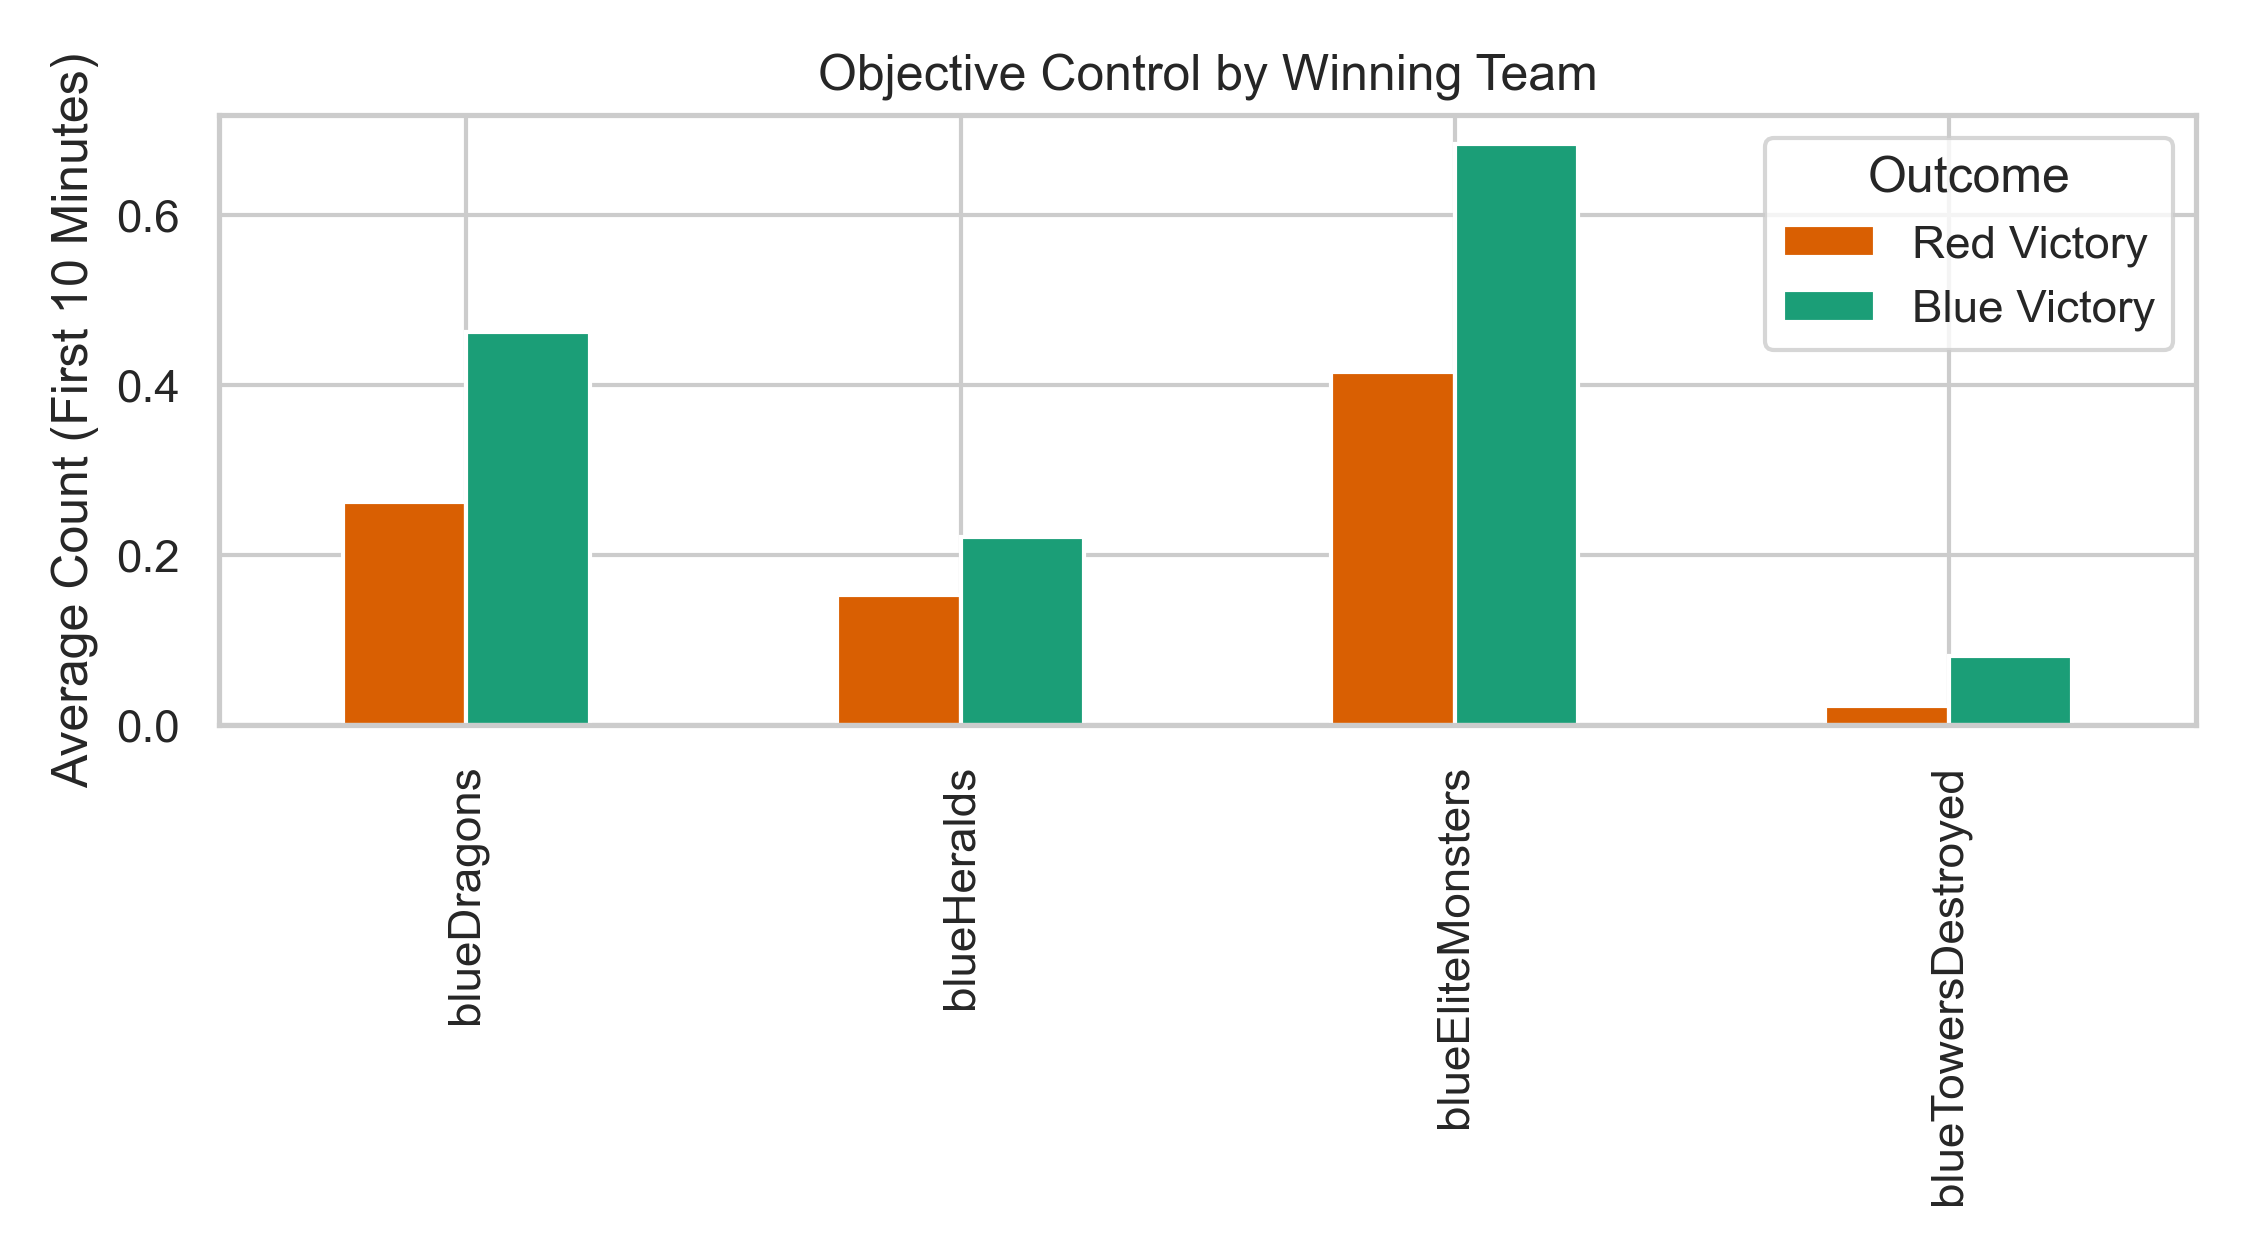 Objective Control by Winning Team
Average Count (First 10 Minutes)
0.6
0.4
0.2
0.0
Outcome
Red Victory
Blue Victory
blueDragons
blueHeralds
blueEliteMonsters
blueTowersDestroyed